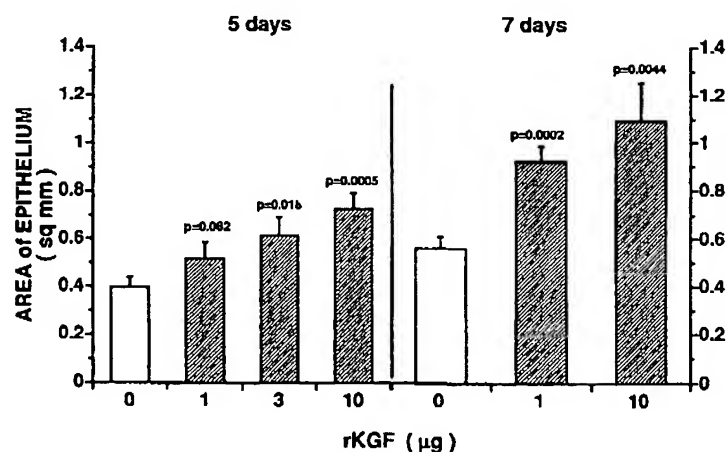 5 days
7 days
1.4
1.2
1
0.8
0.6
0.4
0.2
0
AREA of EPITHELIUM
( sq mm )
p=0.062
p=0.01b
p=0.0005
p=0.0002
p=0.0044
1.4
1.2
1
0.8
0.6
0.4
0.2
0
0 1 3 10 0 1 10
rKGF ( μg )